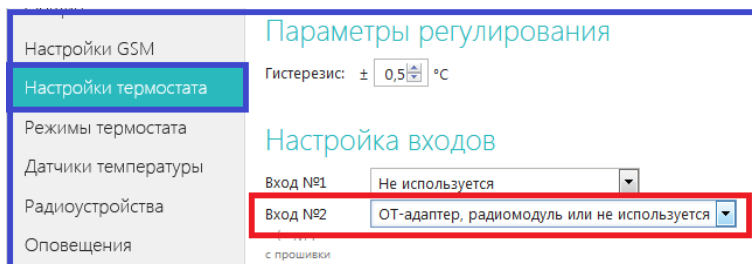 Настройки GSM
Настройки термостата
Режимы термостата
Датчики температуры
Радиоустройства
Оповещения
Параметры регулирования
Гистерезис: ± 0,5 °C
Настройка входов
Вход №1 Не используется
Вход №2 ОТ-адаптер, радиомодуль или не используется
с прошивки